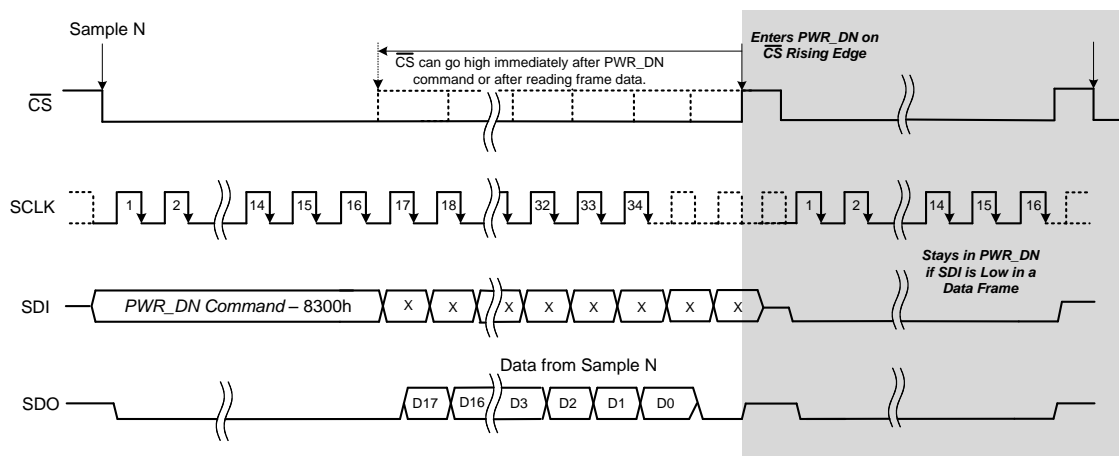 Sample N
Enters PWR_DN on
CS Rising Edge
CS can go high immediately after PWR_DN
command or after reading frame data.
CS
SCLK
1 2 14 15 16 17 18 32 33 34 1 2 14 15 16
Stays in PWR_DN
if SDI is Low in a
Data Frame
SDI
PWR_DN Command – 8300h
X X X X X X X X
Data from Sample N
SDO
D17 D16 D3 D2 D1 D0